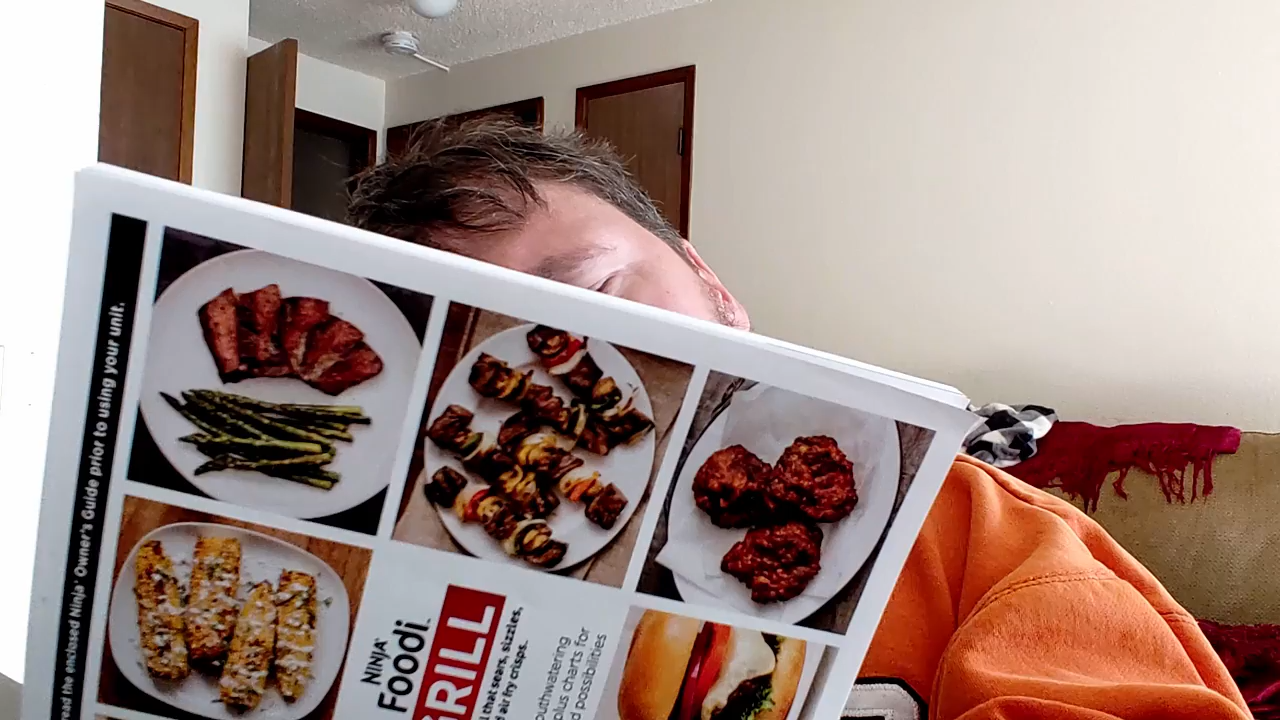 read the enclosed Ninja® Owner's Guide prior to using your unit.
NINJA®
FOODi™
GRILL
that sears, sizzles,
d air fry crisps.
outhwatering
plus charts for
d possibilities